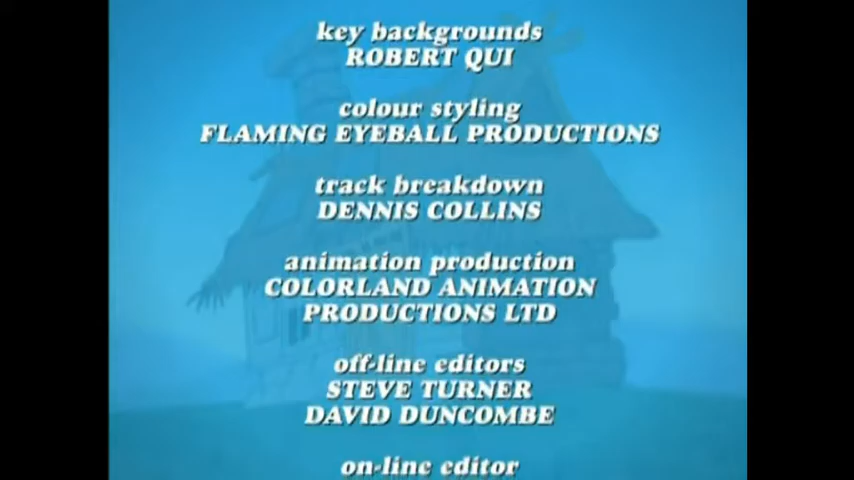 key backgrounds
ROBERT QUI
colour styling
FLAMING EYEBALL PRODUCTIONS
track breakdown
DENNIS COLLINS
animation production
COLORLAND ANIMATION
PRODUCTIONS LTD
off-line editors
STEVE TURNER
DAVID DUNCOMBE
on-line editor